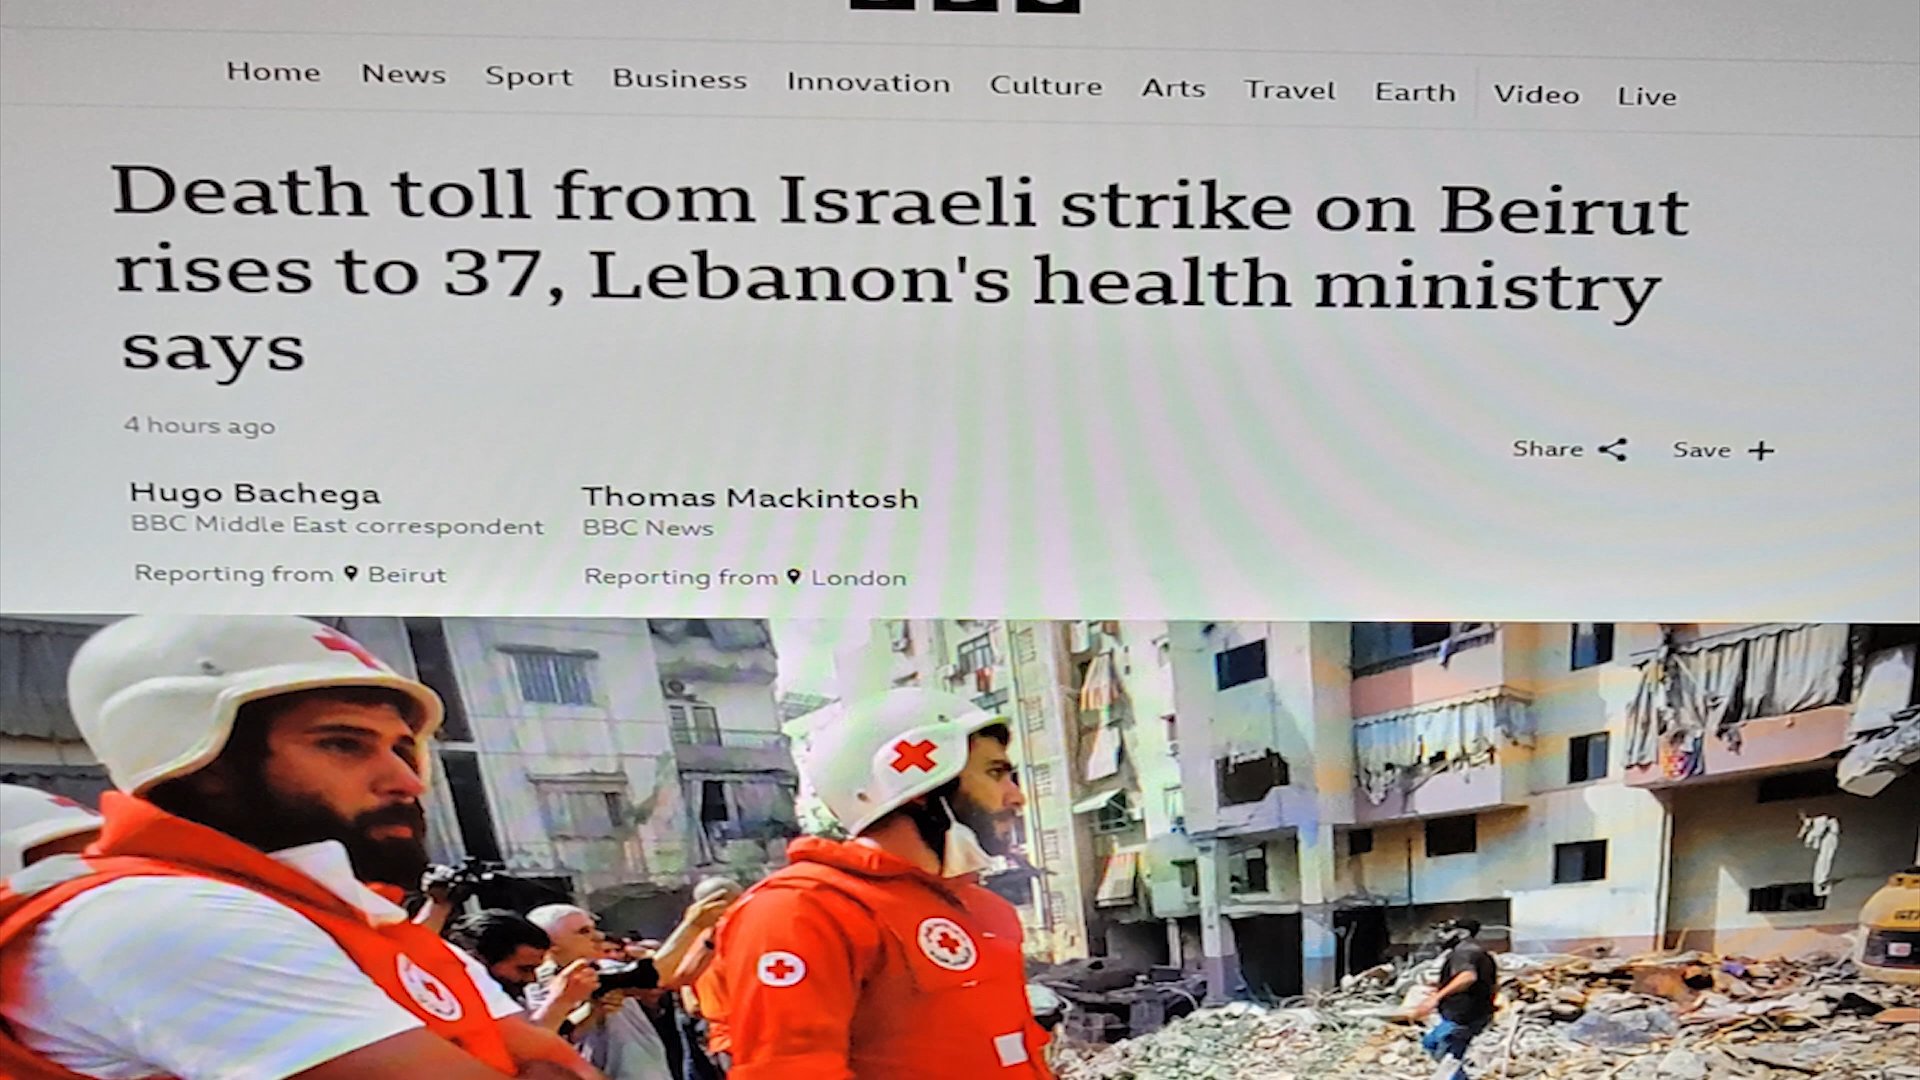 Home News Sport Business Innovation Culture Arts Travel Earth Video Live
Death toll from Israeli strike on Beirut
rises to 37, Lebanon's health ministry
says
4 hours ago
Share Save
Hugo Bachega Thomas Mackintosh
BBC Middle East correspondent BBC News
Reporting from Beirut Reporting from London